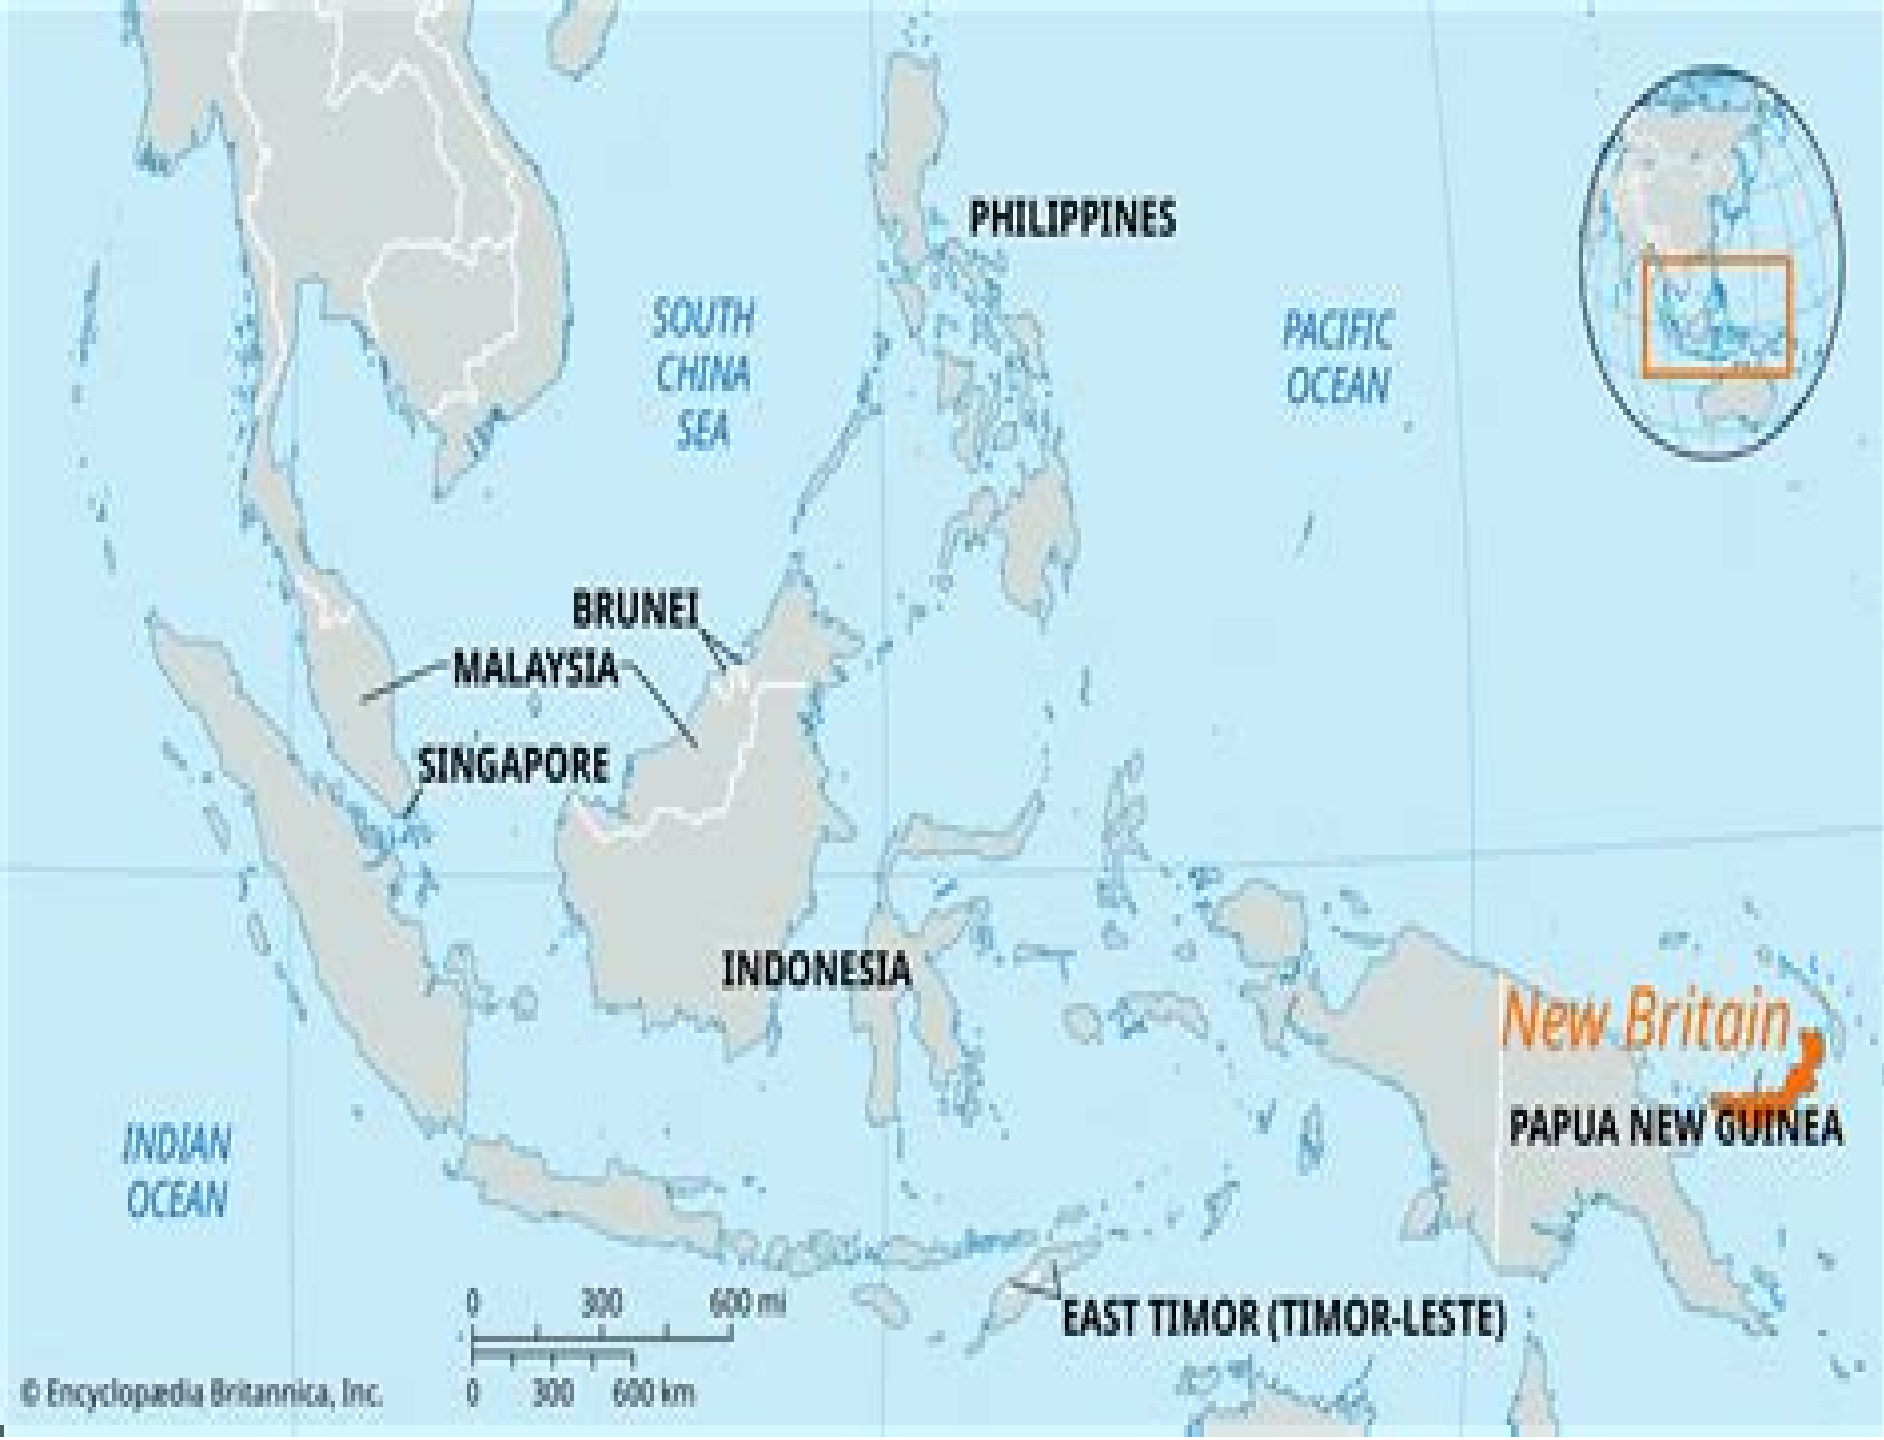 PHILIPPINES
SOUTH
CHINA
SEA
PACIFIC
OCEAN
BRUNEI
MALAYSIA
SINGAPORE
INDONESIA
New Britain
PAPUA NEW GUINEA
INDIAN
OCEAN
EAST TIMOR (TIMOR-LESTE)
0 300 600 mi
0 300 600 km
© Encyclopædia Britannica, Inc.